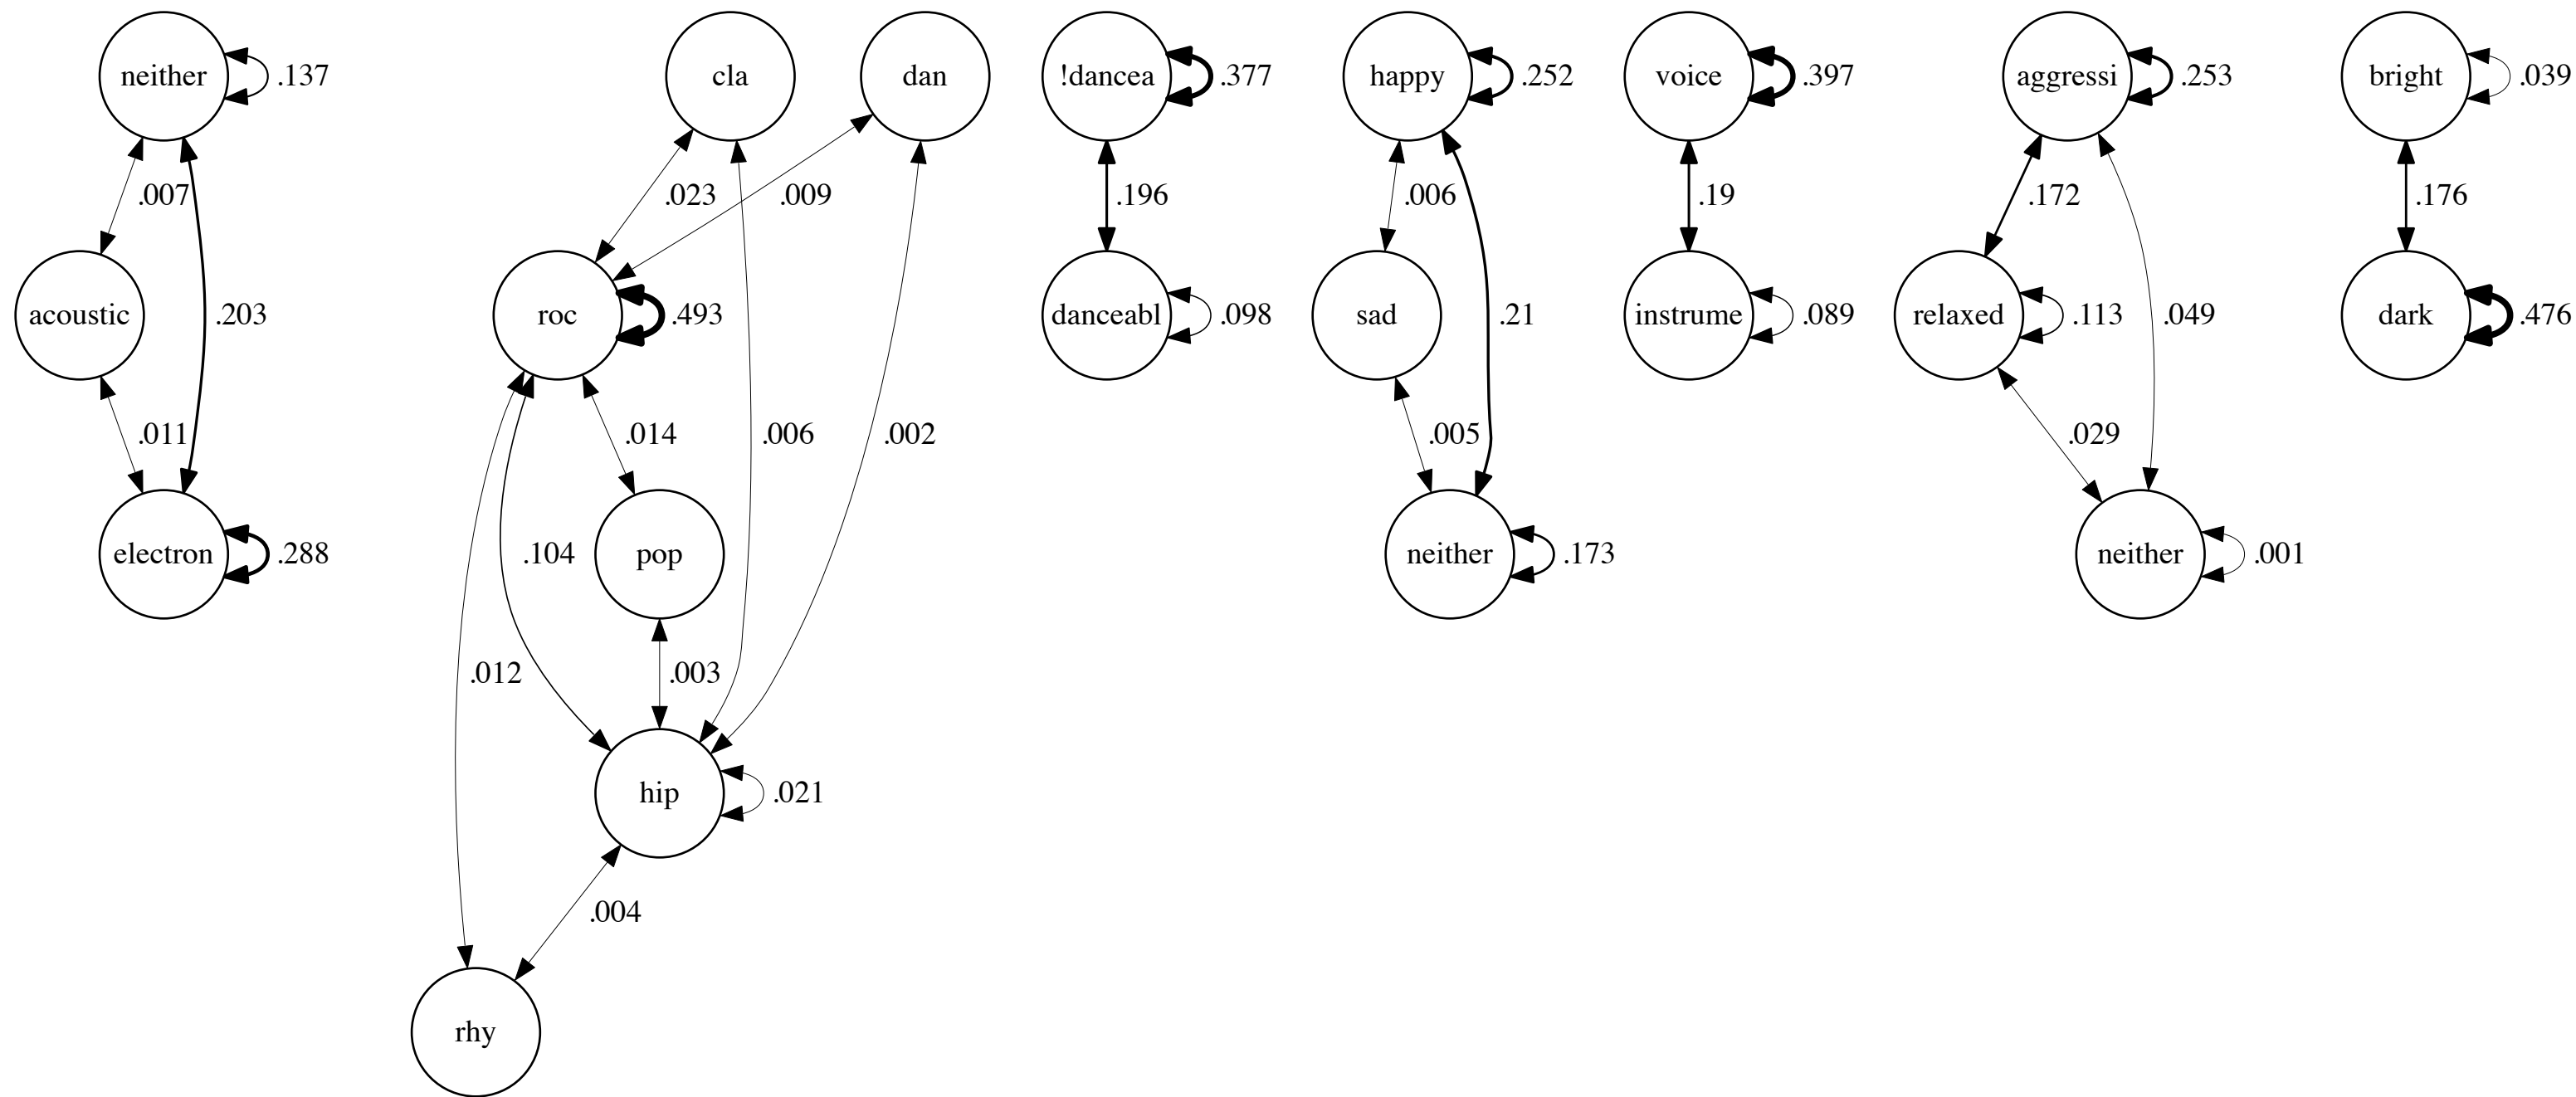 neither
.137
cla
dan
!dancea
.377
happy
.252
voice
.397
aggressi
.253
bright
.039
.007
.023
.009
.196
.006
.19
.172
.176
acoustic
.203
roc
.493
danceabl
.098
sad
.21
instrume
.089
relaxed
.113
.049
dark
.476
.011
.014
.006
.002
.005
.029
electron
.288
.104
pop
neither
.173
neither
.001
.012
.003
hip
.021
.004
rhy